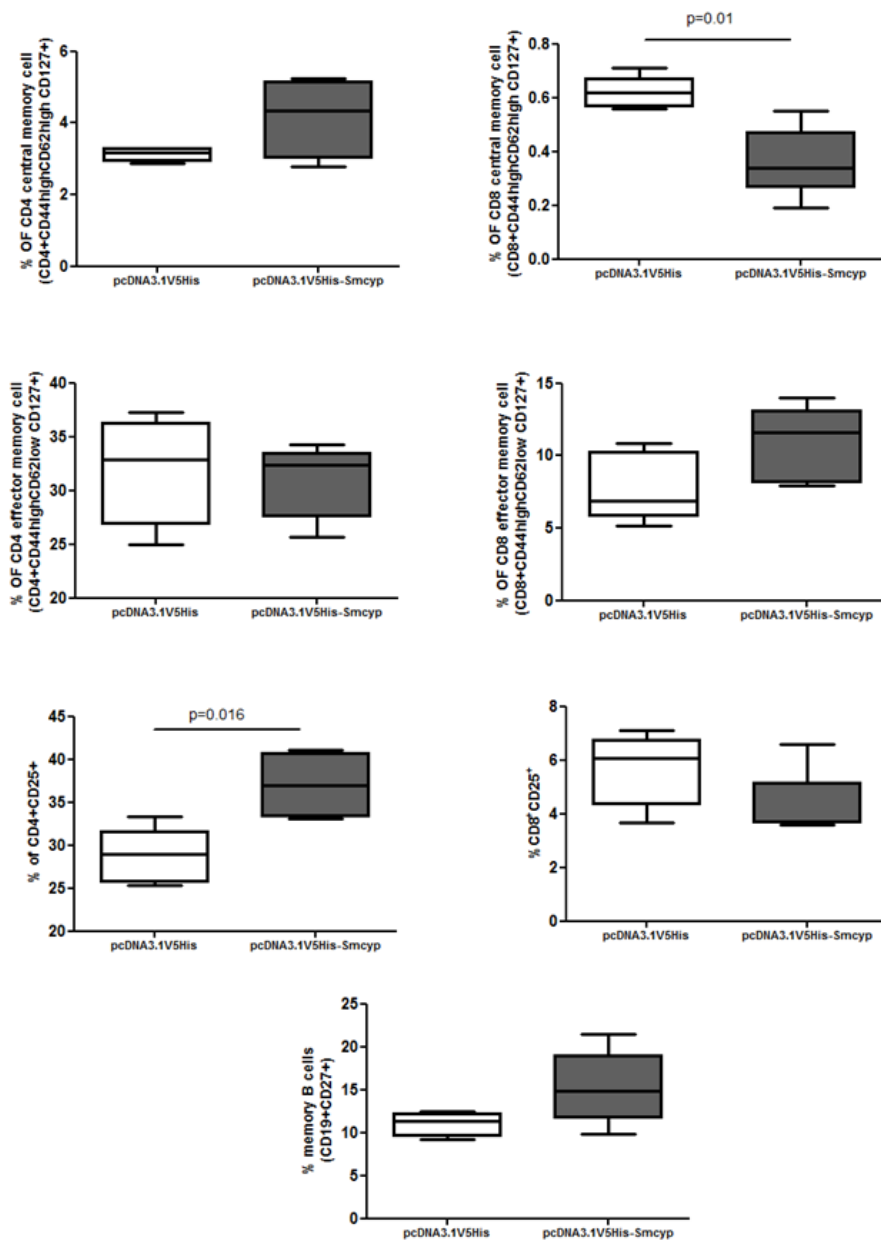 % OF CD4 central memory cell
(CD4+CD44highCD62high CD127+)
6
4
2
0
pcDNA3.1V5His
pcDNA3.1V5His-Smcyp
p=0.01
% OF CD8 central memory cell
(CD8+CD44highCD62high CD127+)
0.8
0.6
0.4
0.2
0.0
pcDNA3.1V5His
pcDNA3.1V5His-Smcyp
% OF CD4 effector memory cell
(CD4+CD44highCD62low CD127+)
40
35
30
25
20
pcDNA3.1V5His
pcDNA3.1V5His-Smcyp
% OF CD8 effector memory cell
(CD8+CD44highCD62low CD127+)
15
10
5
0
pcDNA3.1V5His
pcDNA3.1V5His-Smcyp
p=0.016
% of CD4+CD25+
45
40
35
30
25
20
pcDNA3.1V5His
pcDNA3.1V5His-Smcyp
% CD8⁺CD25⁺
8
6
4
2
0
pcDNA3.1V5His
pcDNA3.1V5His-Smcyp
% memory B cells
(CD19+CD27+)
25
20
15
10
5
0
pcDNA3.1V5His
pcDNA3.1V5His-Smcyp